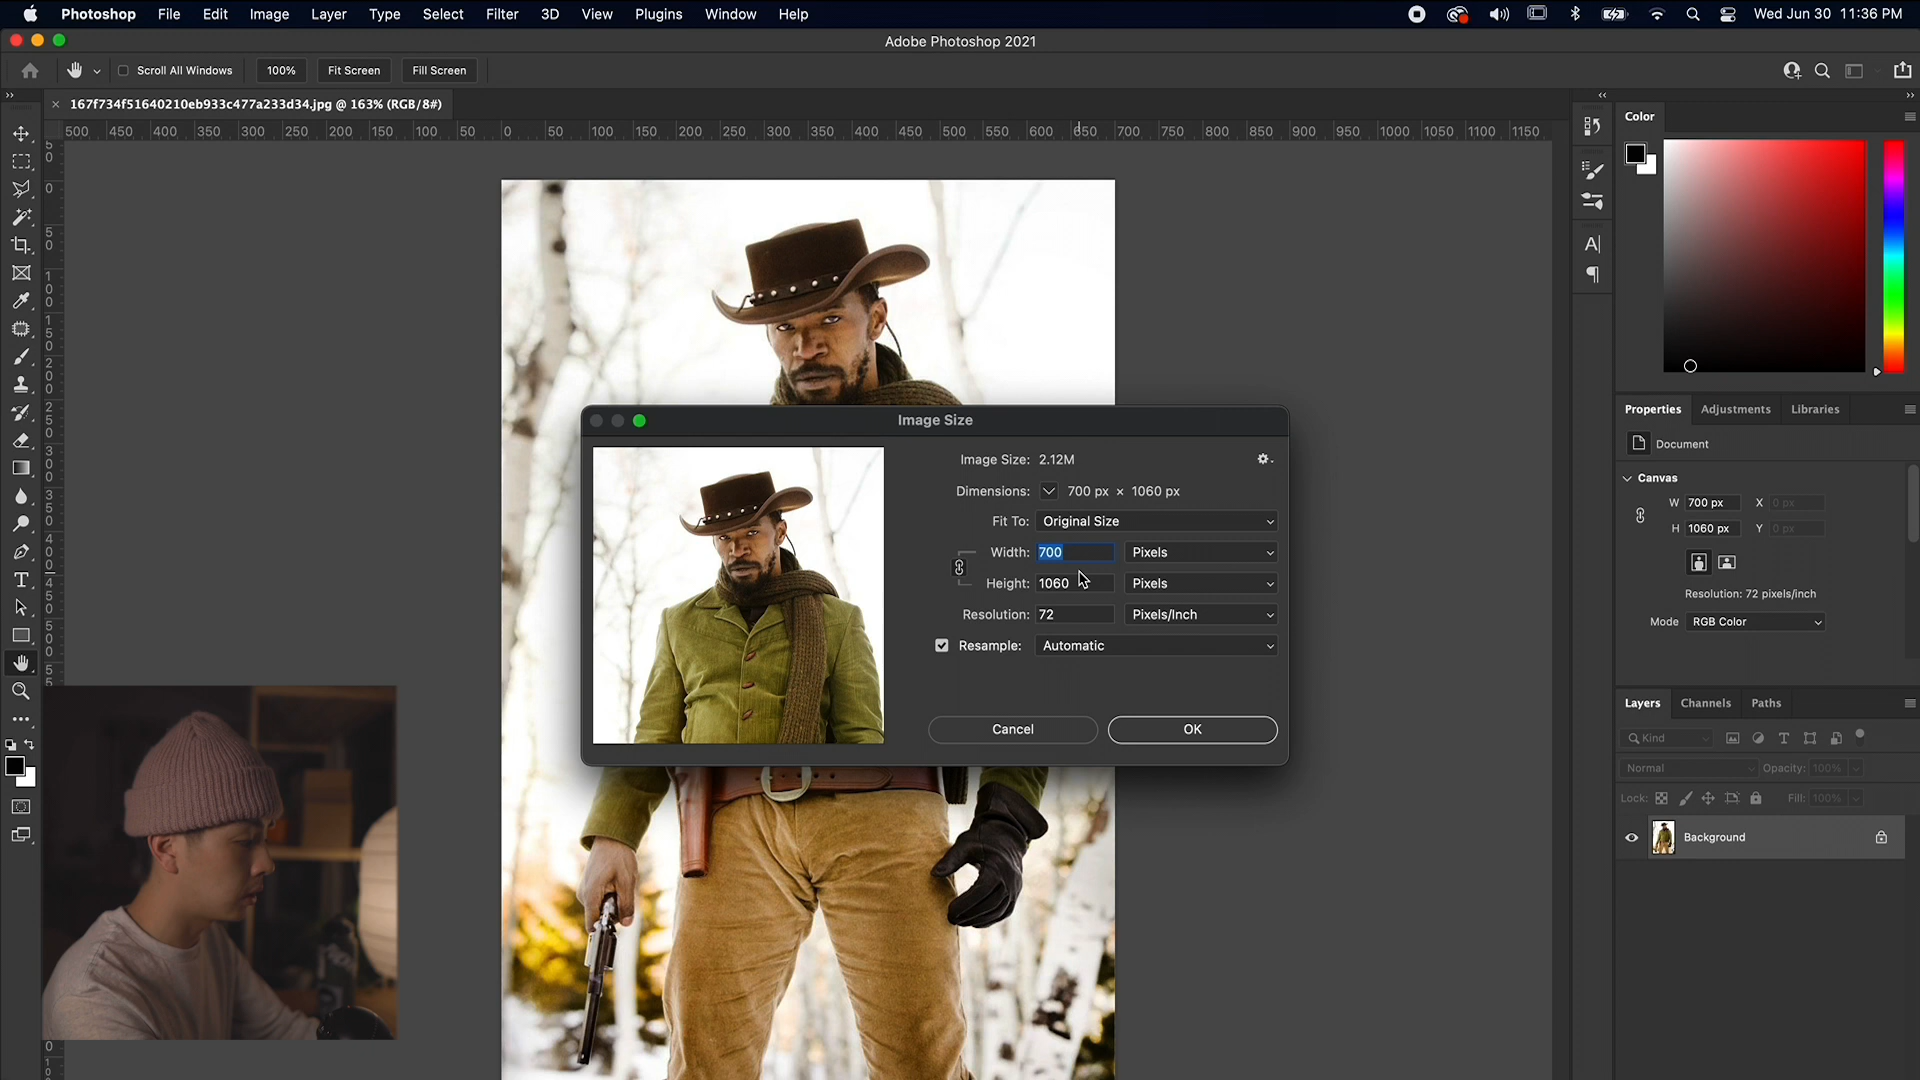 Photoshop File Edit Image Layer Type Select Filter 3D View Plugins Window Help Wed Jun 30 11:36 PM
Adobe Photoshop 2021
Scroll All Windows 100% Fit Screen Fill Screen
× 167f734f51640210eb933c477a233d34.jpg @ 163% (RGB/8#)
500 450 400 350 300 250 200 150 100 50 0 50 100 150 200 250 300 350 400 450 500 550 600 650 700 750 800 850 900 950 1000 1050 1100 1150
Color
Image Size
Image Size: 2.12M
Dimensions: 700 px × 1060 px
Fit To: Original Size
Width: 700 Pixels
Height: 1060 Pixels
Resolution: 72 Pixels/Inch
Resample: Automatic
Cancel OK
Properties Adjustments Libraries
Document
Canvas
W 700 px X 0 px
H 1060 px Y 0 px
Resolution: 72 pixels/inch
Mode RGB Color
Layers Channels Paths
Kind
Normal Opacity: 100%
Lock: Fill: 100%
Background